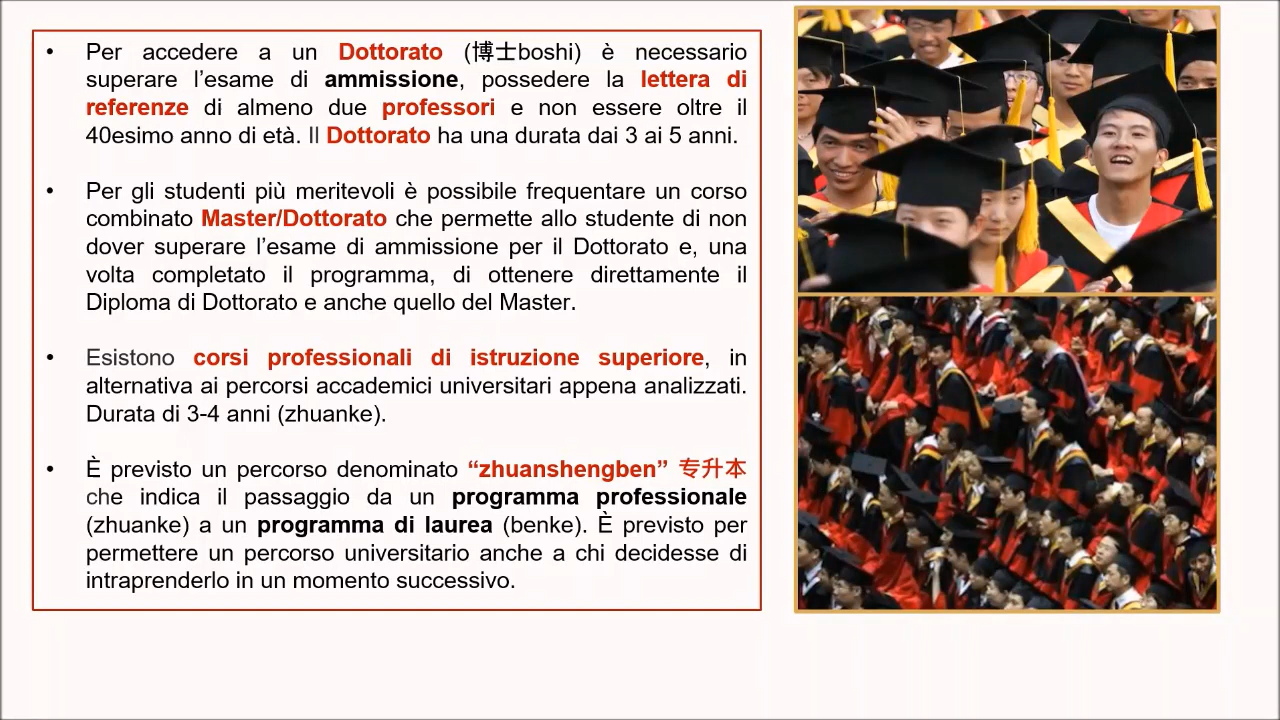 • Per accedere a un Dottorato (博士boshi) è necessario
superare l’esame di ammissione, possedere la lettera di
referenze di almeno due professori e non essere oltre il
40esimo anno di età. Il Dottorato ha una durata dai 3 ai 5 anni.
• Per gli studenti più meritevoli è possibile frequentare un corso
combinato Master/Dottorato che permette allo studente di non
dover superare l’esame di ammissione per il Dottorato e, una
volta completato il programma, di ottenere direttamente il
Diploma di Dottorato e anche quello del Master.
• Esistono corsi professionali di istruzione superiore, in
alternativa ai percorsi accademici universitari appena analizzati.
Durata di 3-4 anni (zhuanke).
• È previsto un percorso denominato “zhuanshengben” 专升本
che indica il passaggio da un programma professionale
(zhuanke) a un programma di laurea (benke). È previsto per
permettere un percorso universitario anche a chi decidesse di
intraprenderlo in un momento successivo.